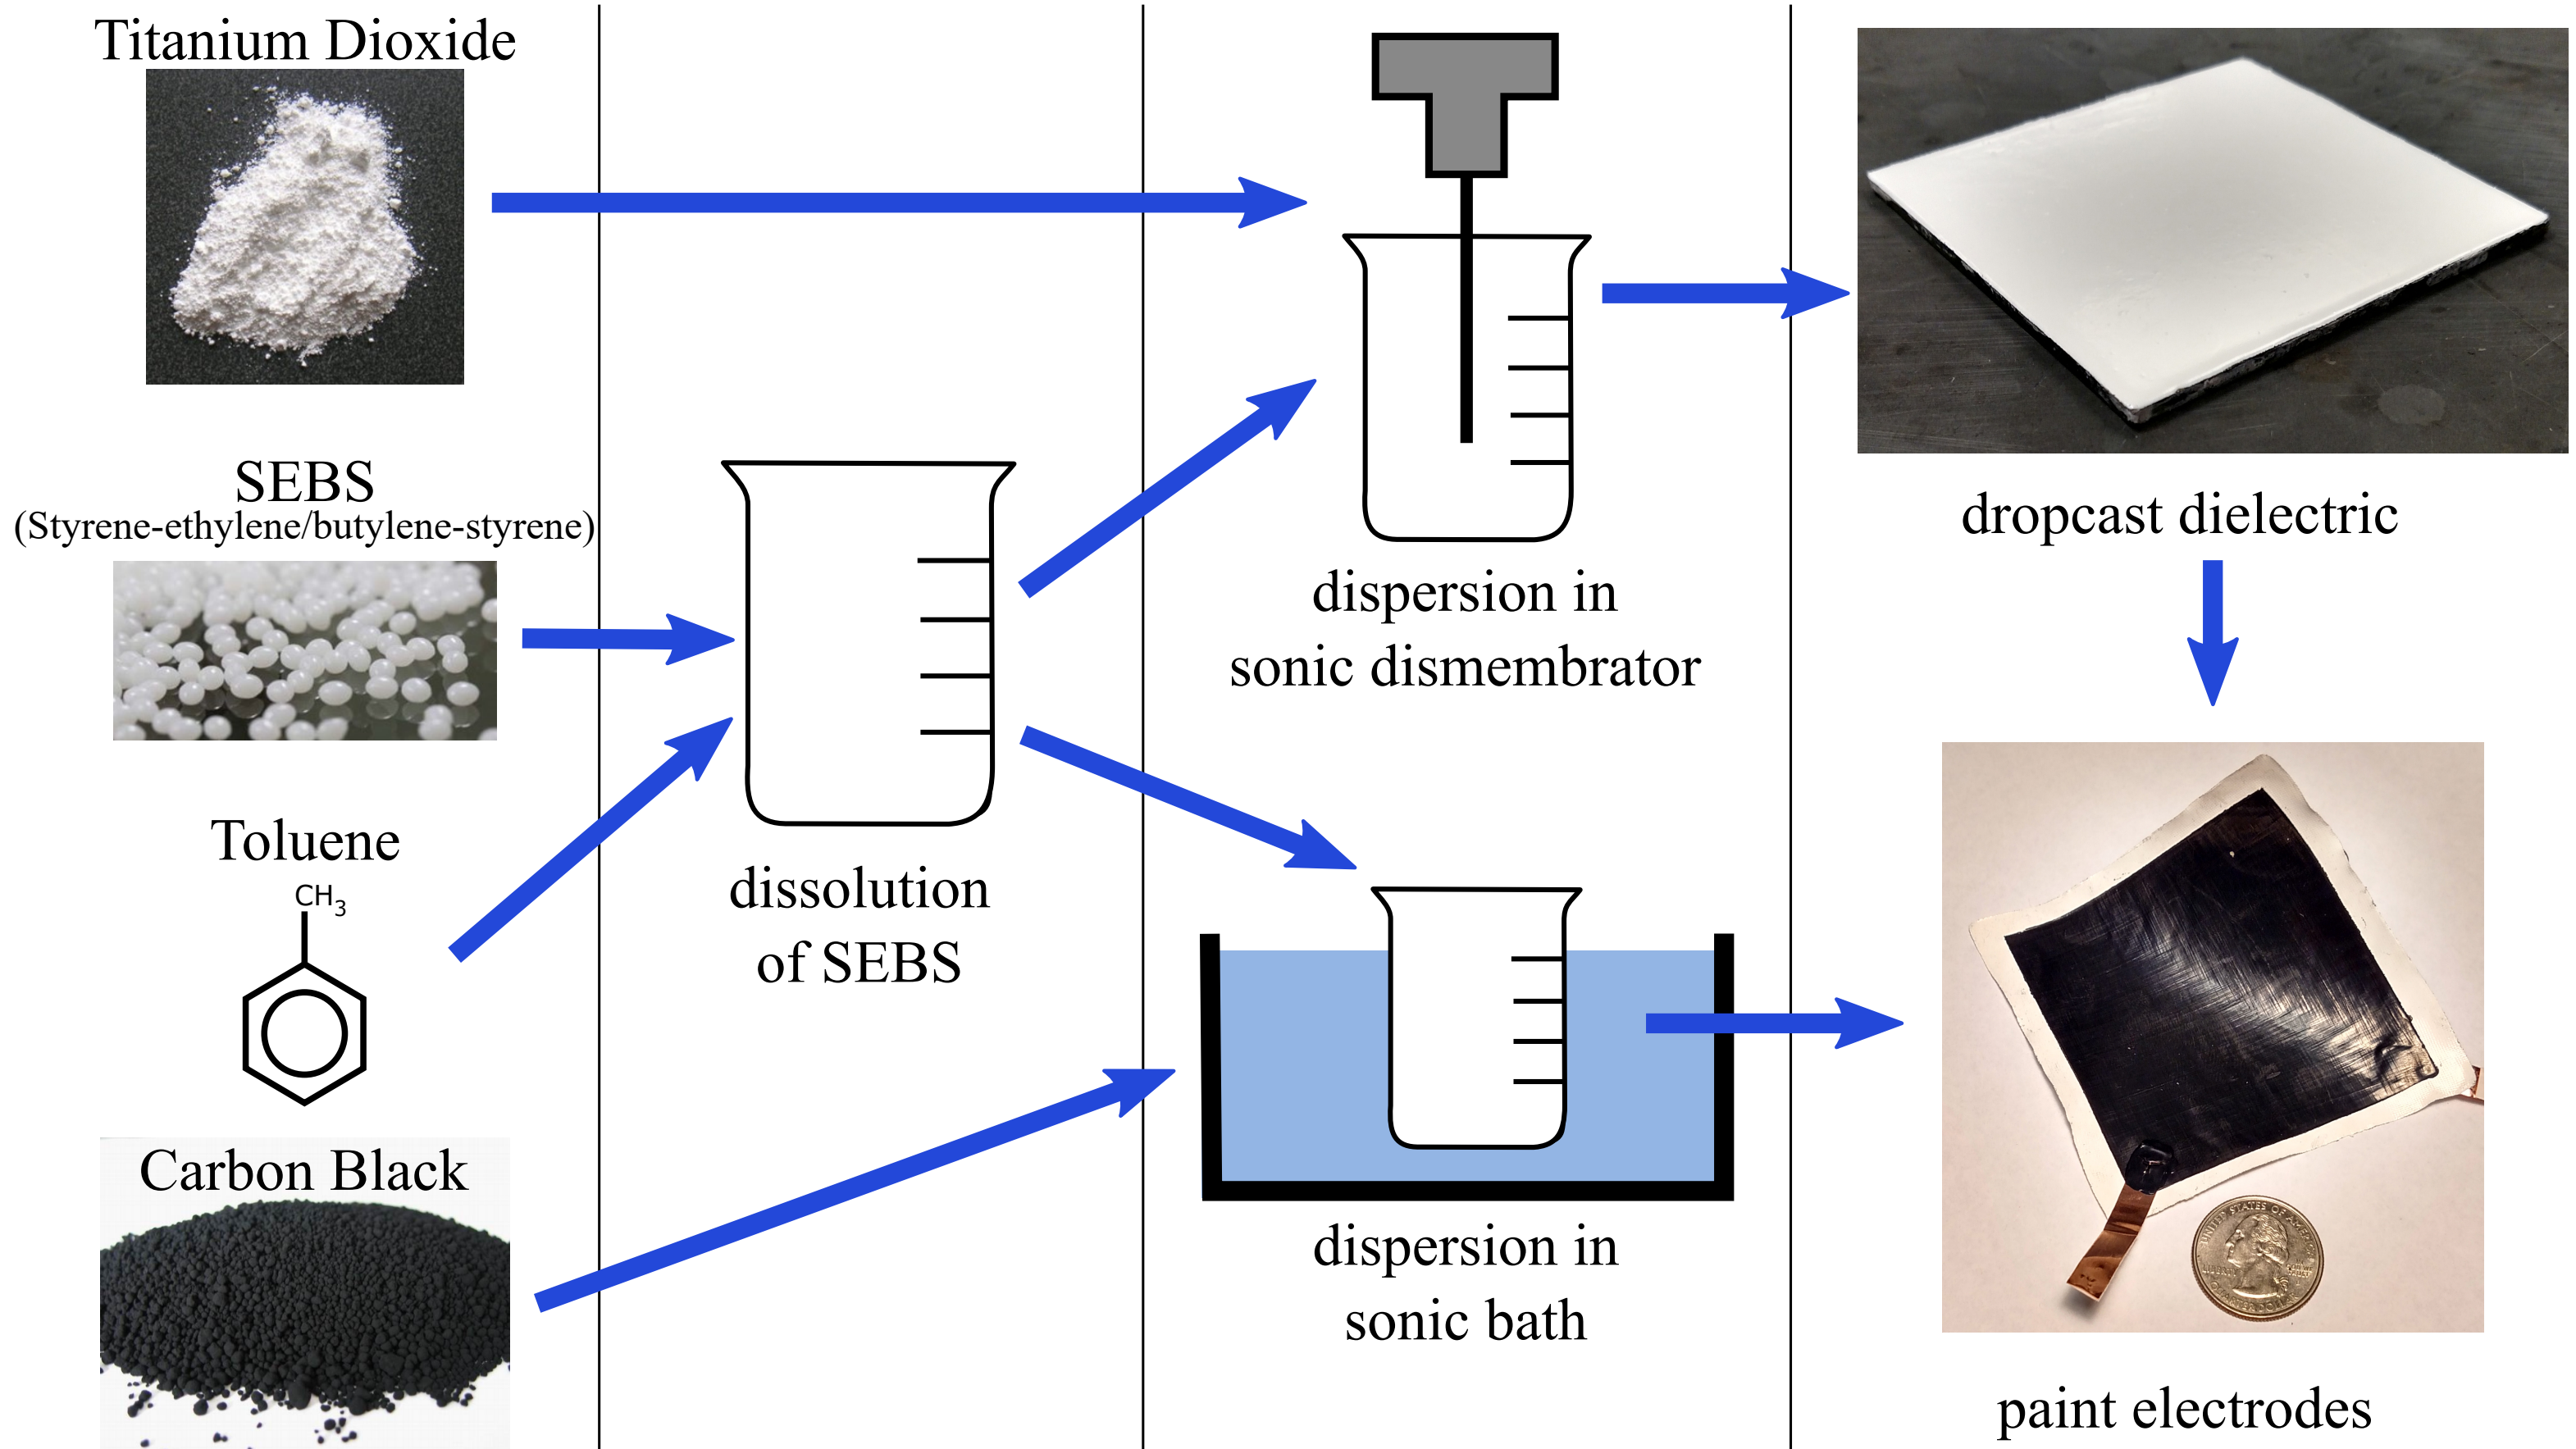 Titanium Dioxide
SEBS
(Styrene-ethylene/butylene-styrene)
Toluene
CH3
Carbon Black
dissolution
of SEBS
dispersion in
sonic dismembrator
dispersion in
sonic bath
dropcast dielectric
paint electrodes